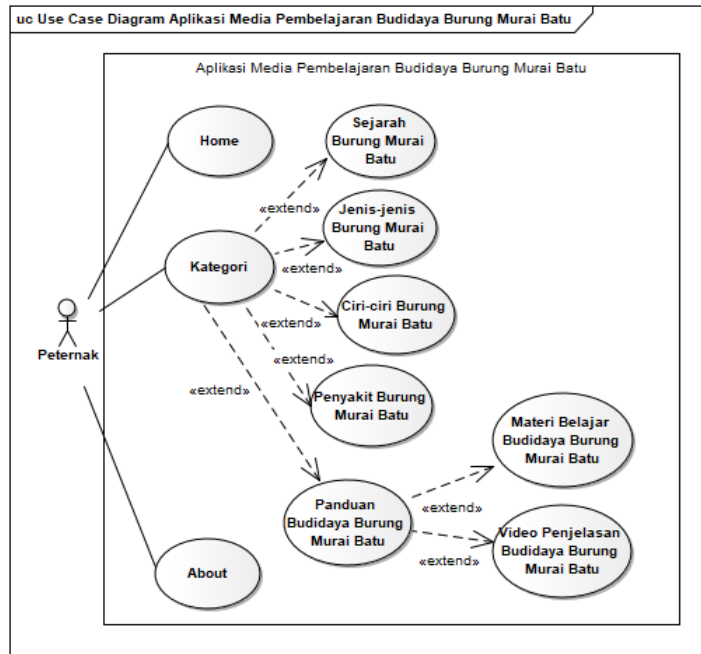 uc Use Case Diagram Aplikasi Media Pembelajaran Budidaya Burung Murai Batu
Aplikasi Media Pembelajaran Budidaya Burung Murai Batu
Home
Sejarah
Burung Murai
Batu
«extend»
Jenis-jenis
Burung Murai
Batu
«extend»
Kategori
Ciri-ciri Burung
Murai Batu
«extend»
Peternak
«extend»
Penyakit Burung
Murai Batu
«extend»
Materi Belajar
Budidaya Burung
Murai Batu
Panduan
Budidaya Burung
Murai Batu
«extend»
Video Penjelasan
Budidaya Burung
Murai Batu
«extend»
About